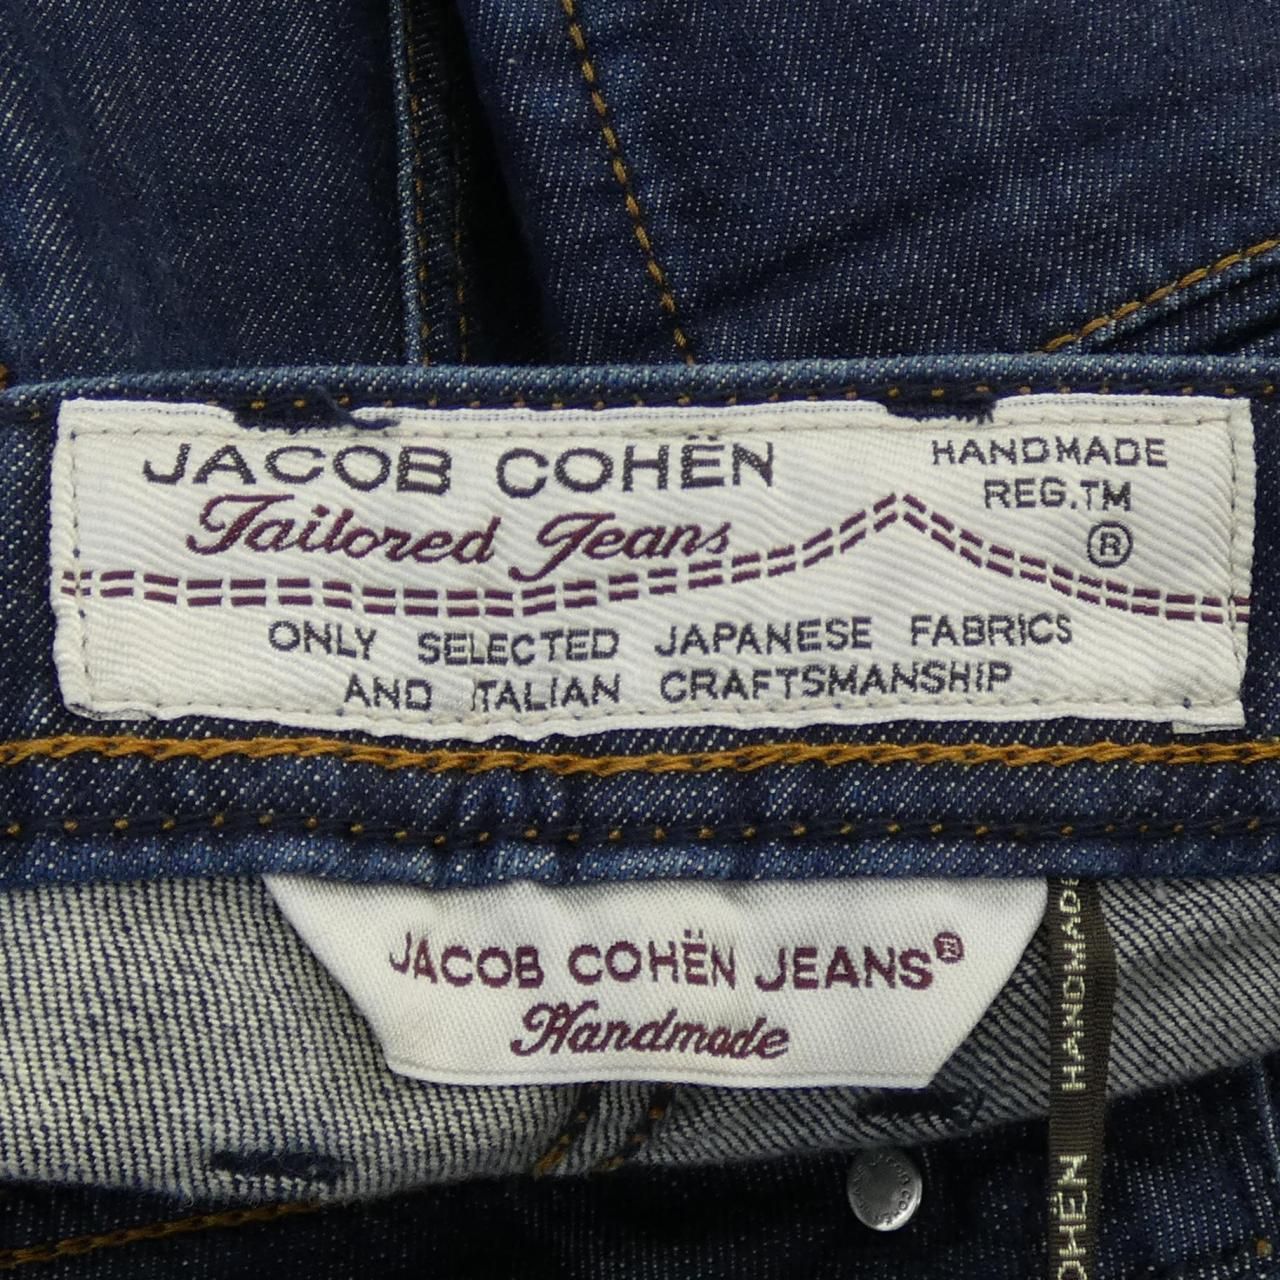 JACOB COHËN
Tailored Jeans
HANDMADE
REG.TM
®
ONLY SELECTED JAPANESE FABRICS
AND ITALIAN CRAFTSMANSHIP
JACOB COHËN JEANS®
Handmade
HANDMADE
HANDMADE